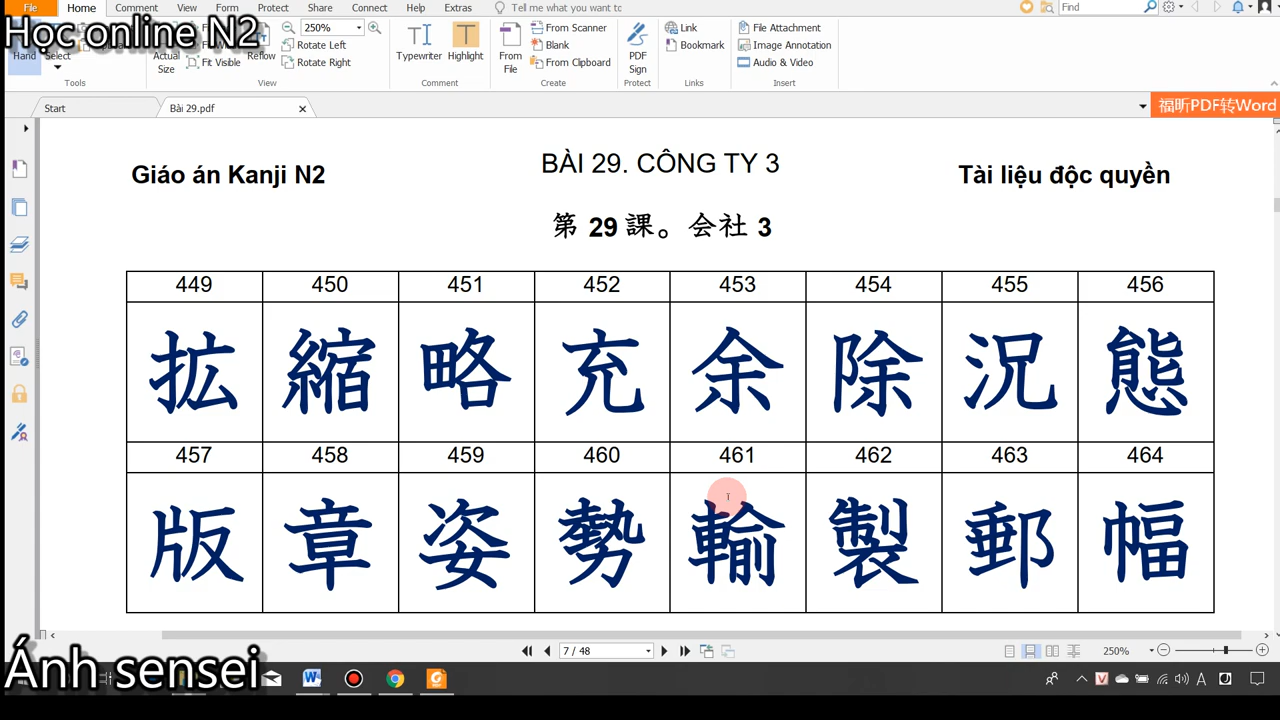 File Home Comment View Form Protect Share Connect Help Extras Tell me what you want tc Find
Học online N2
250%
Rotate Left
Rotate Right
Hand Select Actual Size Fit Visible Reflow
Typewriter Highlight
From File
From Scanner
Blank
From Clipboard
PDF Sign
Link
Bookmark
File Attachment
Image Annotation
Audio & Video
Tools View Comment Create Protect Links Insert
Start Bài 29.pdf 福昕PDF转Word
Giáo án Kanji N2 BÀI 29. CÔNG TY 3 Tài liệu độc quyền
第 29 課。会社 3
449 450 451 452 453 454 455 456
拡 縮 略 充 余 除 況 態
457 458 459 460 461 462 463 464
版 章 姿 勢 輸 製 郵 幅
7 / 48 250%
Ánh sensei